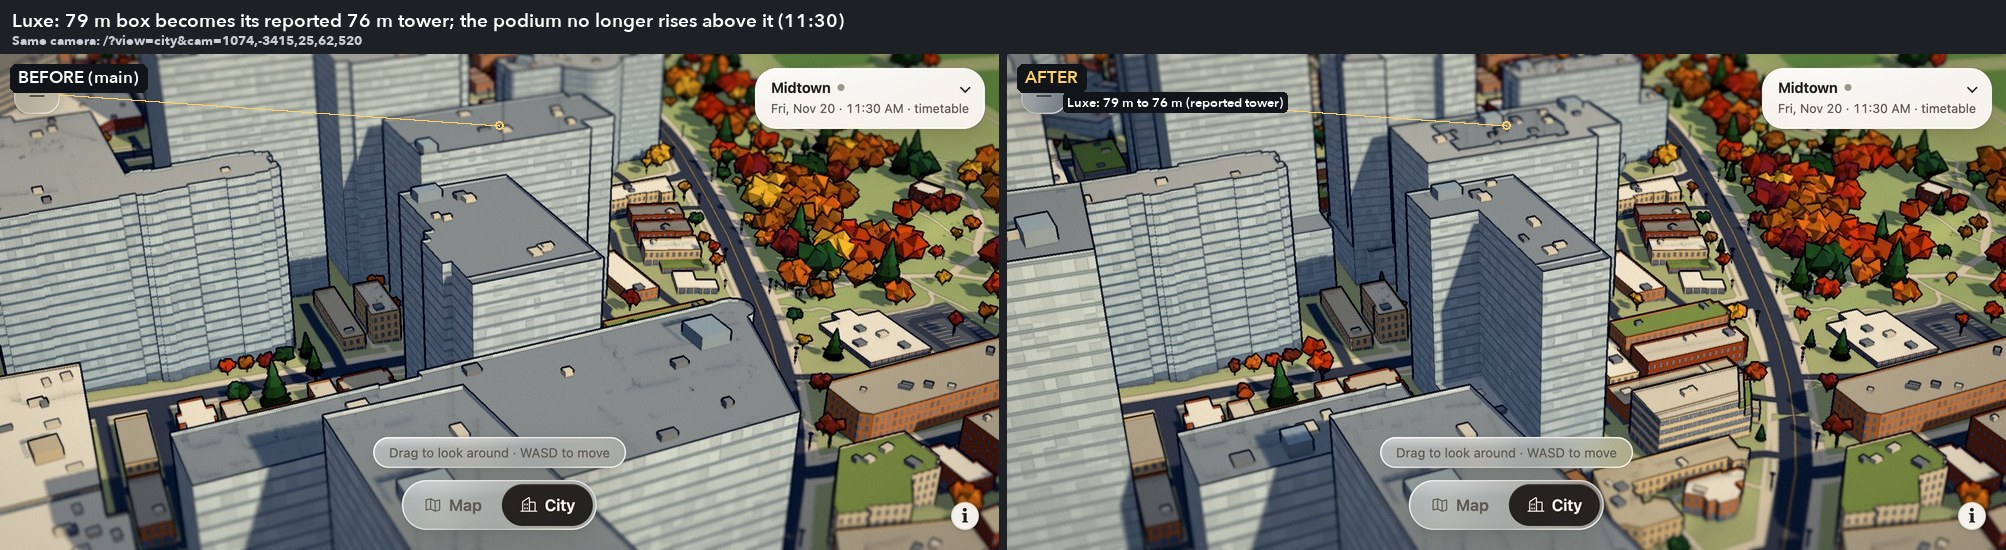 Luxe: 79 m box becomes its reported 76 m tower; the podium no longer rises above it (11:30)
Same camera: /?view=city&cam=1074,-3415,25,62,520
BEFORE (main)
Midtown
Fri, Nov 20 · 11:30 AM · timetable
Drag to look around · WASD to move
Map
City
i
AFTER
Luxe: 79 m to 76 m (reported tower)
Midtown
Fri, Nov 20 · 11:30 AM · timetable
Drag to look around · WASD to move
Map
City
i